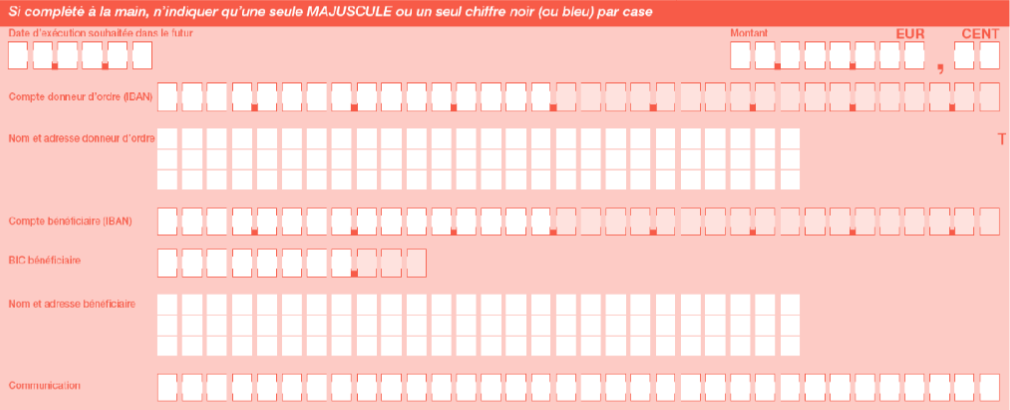 Si complété à la main, n'indiquer qu'une seule MAJUSCULE ou un seul chiffre noir (ou bleu) par case
Date d'exécution souhaitée dans le futur
Montant EUR CENT
,
Compte donneur d'ordre (IDAN)
Nom et adresse donneur d'ordre
T
Compte bénéficiaire (IBAN)
BIC bénéficiaire
Nom et adresse bénéficiaire
Communication